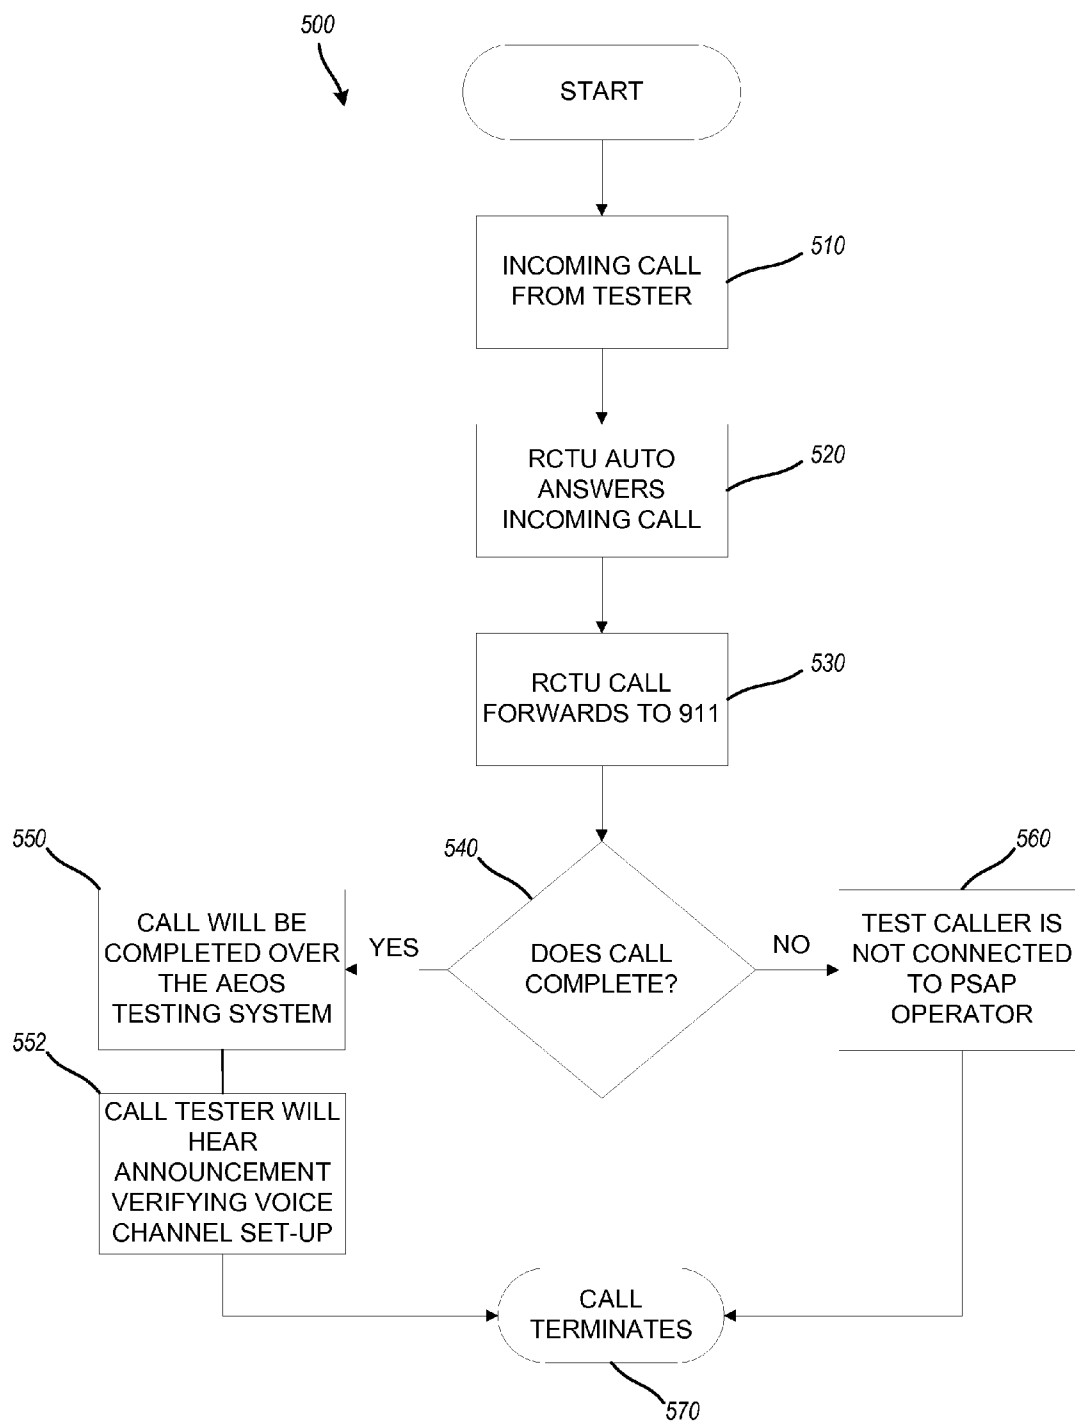 500
START
510
INCOMING CALL
FROM TESTER
520
RCTU AUTO
ANSWERS
INCOMING CALL
530
RCTU CALL
FORWARDS TO 911
540
DOES CALL
COMPLETE?
YES
NO
550
CALL WILL BE
COMPLETED OVER
THE AEOS
TESTING SYSTEM
560
TEST CALLER IS
NOT CONNECTED
TO PSAP
OPERATOR
552
CALL TESTER WILL
HEAR
ANNOUNCEMENT
VERIFYING VOICE
CHANNEL SET-UP
CALL
TERMINATES
570